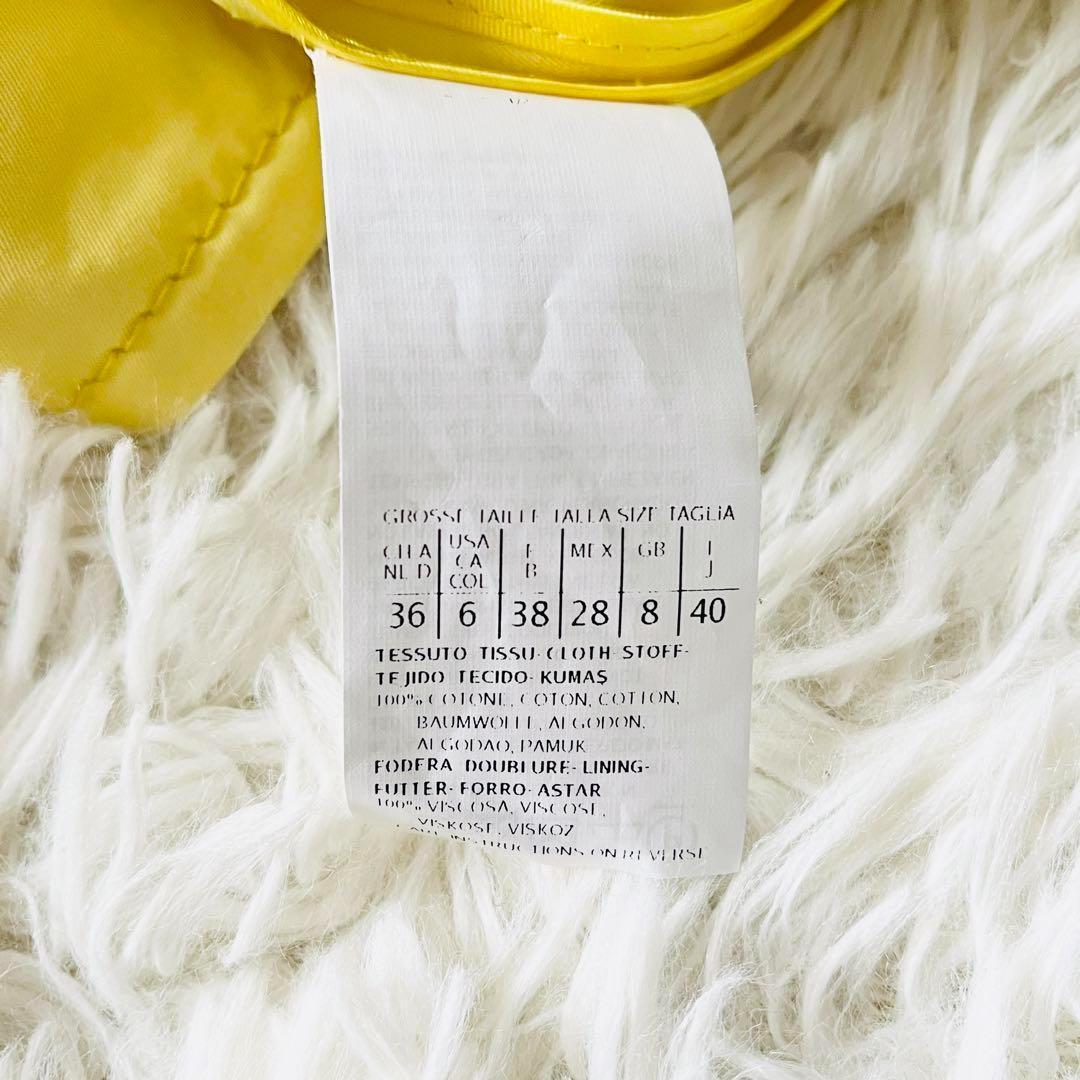 GROSSE TAILLE TALLA SIZE TAGLIA
CH A USA F MEX GB I
NL D CA B J
COL
36 6 38 28 8 40
TESSUTO TISSU-CLOTH-STOFF-
TEJIDO TECIDO-KUMAŞ
100% COTONE, COTON, COTTON,
BAUMWOLLE, ALGODON,
ALGODAO, PAMUK
FODERA DOUBLURE-LINING-
FUTTER-FORRO-ASTAR
100% VISCOSA, VISCOSE,
VISKOSE, VISKOZ
CARE INSTRUCTIONS ON REVERSE